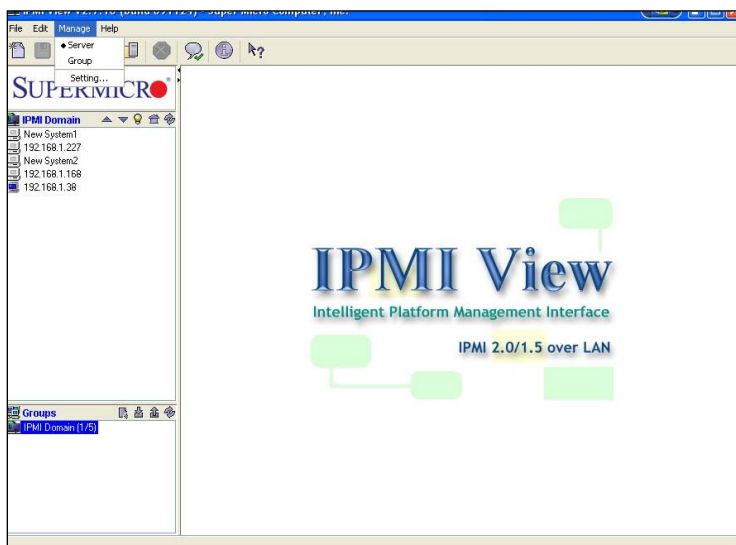 File Edit Manage Help
Server
Group
Setting...
SUPERMICR
IPMI Domain
New System1
192.168.1.227
New System2
192.168.1.168
192.168.1.38
IPMI View
Intelligent Platform Management Interface
IPMI 2.0/1.5 over LAN
Groups
IPMI Domain (1/5)